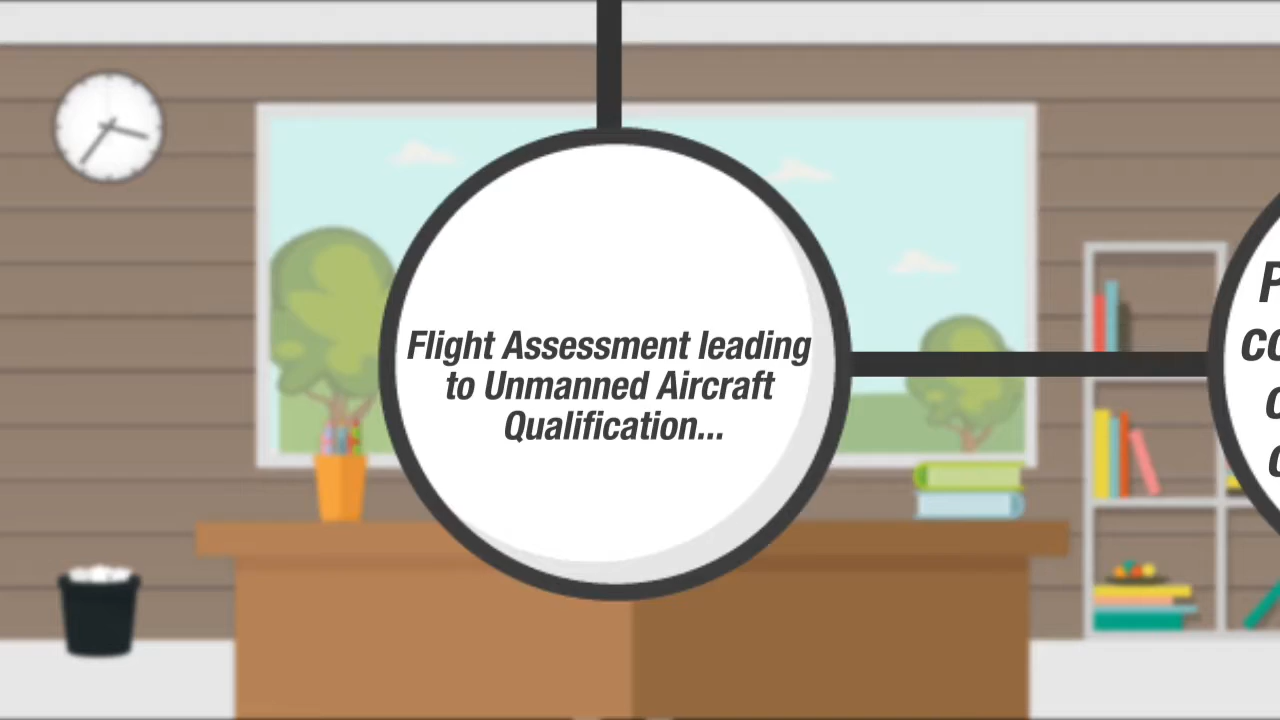 Flight Assessment leading
to Unmanned Aircraft
Qualification...